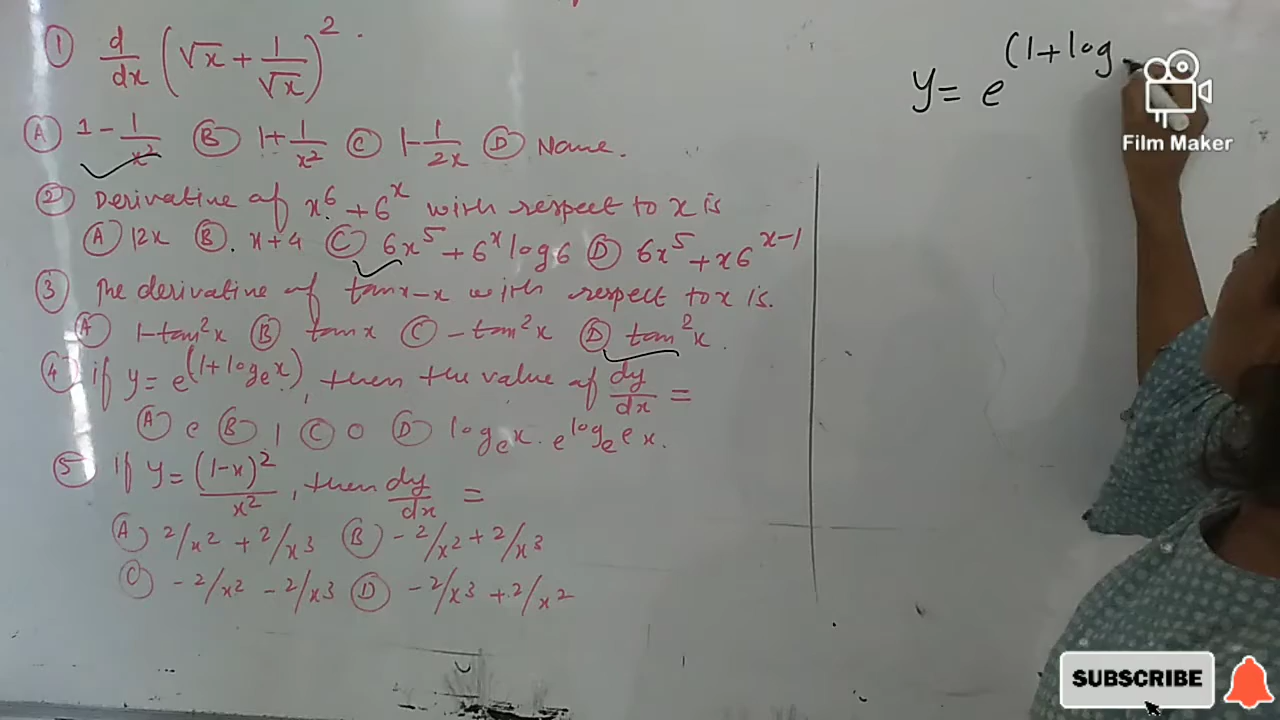 ① d/dx (√x + 1/√x)² .
Ⓐ 1 - 1/x² Ⓑ 1 + 1/x² Ⓒ 1 - 1/2x Ⓓ None.
② Derivative of x⁶ + 6ˣ with respect to x is
Ⓐ 12x Ⓑ x+4 Ⓒ 6x⁵ + 6ˣ log 6 Ⓓ 6x⁵ + x6ˣ⁻¹
③ The derivative of tanx - x with respect to x is.
Ⓐ 1-tan²x Ⓑ tan x Ⓒ - tan²x Ⓓ tan²x.
④ if y = e^(1+logₑx), then the value of dy/dx =
Ⓐ e Ⓑ 1 Ⓒ 0 Ⓓ logₑx. e^logₑex.
⑤ If y = (1-x)²/x², then dy/dx =
Ⓐ 2/x² + 2/x³ Ⓑ -2/x² + 2/x³
Ⓒ -2/x² - 2/x³ Ⓓ -2/x³ + 2/x²
y = e^(1+log
Film Maker
SUBSCRIBE